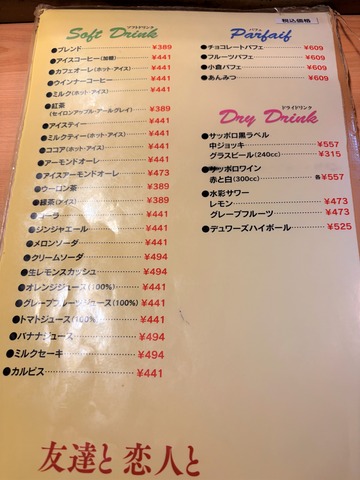 ソフトドリンク
Soft Drink
●ブレンド ¥389
●アイスコーヒー(加糖) ¥441
●カフェオーレ(ホット・アイス) ¥441
●ウインナーコーヒー ¥441
●ミルク(ホット・アイス) ¥441
●紅茶
(セイロン・アップル・アールグレイ) ¥389
●アイスティー ¥441
●ミルクティー(ホット・アイス) ¥441
●ココア(ホット・アイス) ¥441
●アーモンドオーレ ¥441
●アイスアーモンドオーレ ¥473
●ウーロン茶 ¥389
●緑茶(アイス) ¥389
●コーラ ¥441
●ジンジャエール ¥441
●メロンソーダ ¥441
●クリームソーダ ¥494
●生レモンスカッシュ ¥494
●オレンジジュース(100%) ¥441
●グレープフルーツジュース(100%) ¥441
●トマトジュース(100%) ¥441
●バナナジュース ¥494
●ミルクセーキ ¥494
●カルピス ¥441
税込価格
パフェ
Parfaif
●チョコレートパフェ ¥609
●フルーツパフェ ¥609
●小倉パフェ ¥609
●あんみつ ¥609
ドライドリンク
Dry Drink
●サッポロ黒ラベル
中ジョッキ ¥557
グラスビール(240cc) ¥315
●サッポロワイン
赤と白(300cc) 各¥557
●水彩サワー
レモン ¥473
グレープフルーツ ¥473
●デュワーズハイボール ¥525
友達と 恋人と